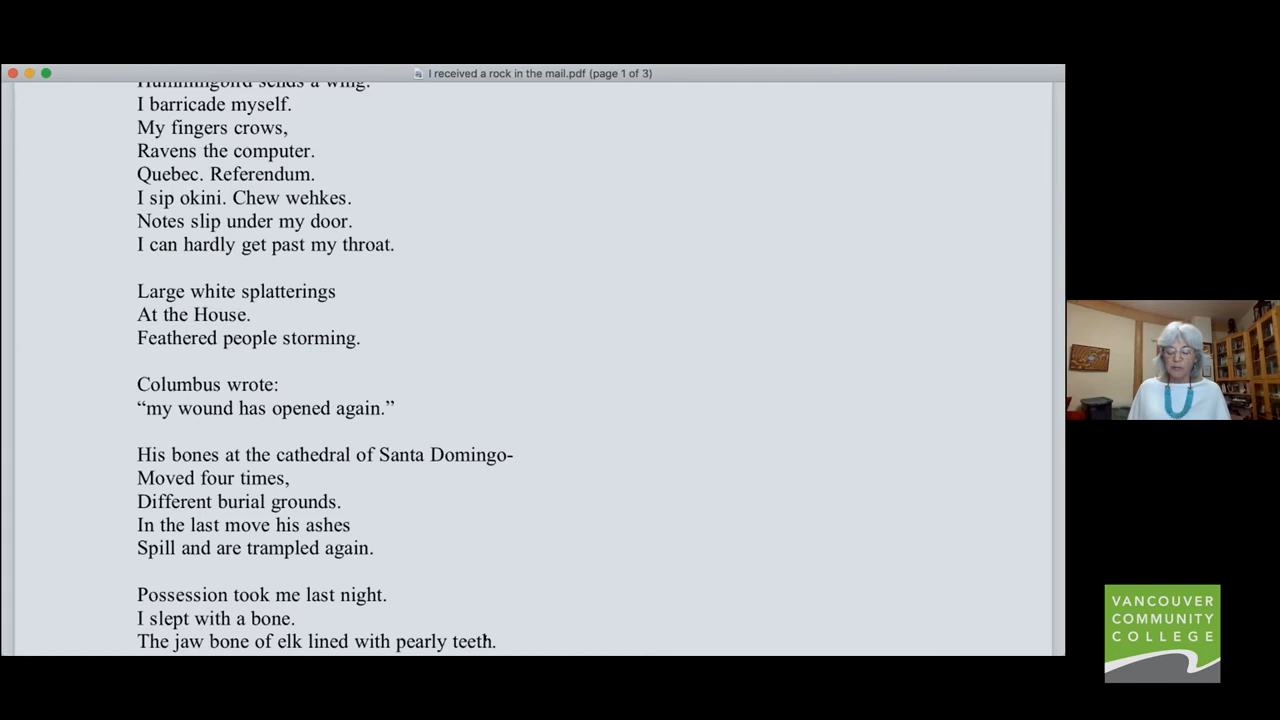 I received a rock in the mail.pdf (page 1 of 3)
Hummingbird sends a wing.
I barricade myself.
My fingers crows,
Ravens the computer.
Quebec. Referendum.
I sip okini. Chew wehkes.
Notes slip under my door.
I can hardly get past my throat.
Large white splatterings
At the House.
Feathered people storming.
Columbus wrote:
“my wound has opened again.”
His bones at the cathedral of Santa Domingo-
Moved four times,
Different burial grounds.
In the last move his ashes
Spill and are trampled again.
Possession took me last night.
I slept with a bone.
The jaw bone of elk lined with pearly teeth.
VANCOUVER
COMMUNITY
COLLEGE